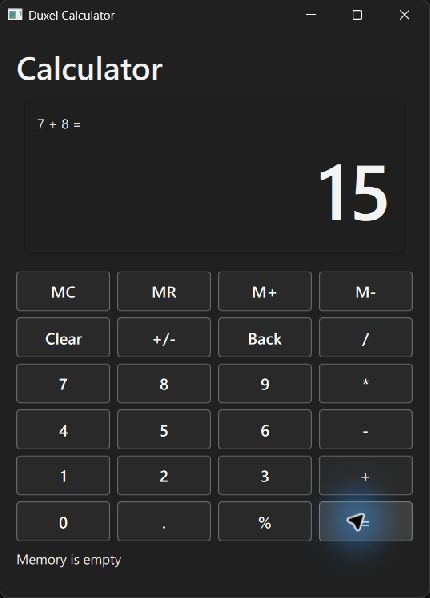 Duxel Calculator
Calculator
7 + 8 =
15
MC MR M+ M-
Clear +/- Back /
7 8 9 *
4 5 6 -
1 2 3 +
0 . % =
Memory is empty